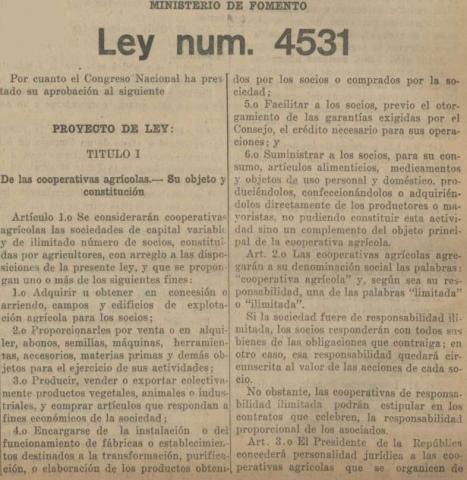 MINISTERIO DE FOMENTO
Ley num. 4531
Por cuanto el Congreso Nacional ha pres
tado su aprobación al siguiente
PROYECTO DE LEY:
TITULO I
De las cooperativas agrícolas.— Su objeto y
constitución
Artículo 1.o Se considerarán cooperativas
agrícolas las sociedades de capital variable
y de ilimitado número de socios, constituí-
das por agricultores, con arreglo a las dispo-
siciones de la presente ley, y que se propon-
gan uno o más de los siguientes fines:
1.o Adquirir u obtener en concesión o
arriendo, campos y edificios de explota-
ción agrícola para los socios;
2.o Proporcionarles por venta o en alqui-
ler, abonos, semillas, máquinas, herramien-
tas, accesorios, materias primas y demás ob-
jetos para el ejercicio de sus actividades;
3.o Producir, vender o exportar colectiva-
mente productos vegetales, animales o indus-
triales, y comprar artículos que respondan a
fines económicos de la sociedad;
4.o Encargarse de la instalación o del
funcionamiento de fábricas o establecimien-
tos destinados a la transformación, purifica-
ción, o elaboración de los productos obteni-
dos por los socios o comprados por la so-
ciedad;
5.o Facilitar a los socios, previo el otor-
gamiento de las garantías exigidas por el
Consejo, el crédito necesario para sus opera-
ciones; y
6.o Suministrar a los socios, para su con-
sumo, artículos alimenticios, medicamentos
y objetos de uso personal y doméstico, pro-
duciéndolos, confeccionándolos o adquirién-
dolos directamente de los productores o ma-
yoristas, no pudiendo constituir esta activi-
dad sino un complemento del objeto princi-
pal de la cooperativa agrícola.
Art. 2.o Las cooperativas agrícolas agre-
garán a su denominación social las palabras:
"cooperativa agrícola" y, según sea su res-
ponsabilidad, una de las palabras "limitada"
o "ilimitada".
Si la sociedad fuere de responsabilidad ili-
mitada, los socios responderán con todos sus
bienes de las obligaciones que contraiga; en
otro caso, esa responsabilidad quedará cir-
cunscrita al valor de las acciones de cada so-
cio.
No obstante, las cooperativas de respon-
sabilidad ilimitada podrán estipular en los
contratos que celebren, la responsabilidad
proporcional de los asociados.
Art. 3.o El Presidente de la República
concederá personalidad jurídica a las coo-
perativas agrícolas que se organicen de